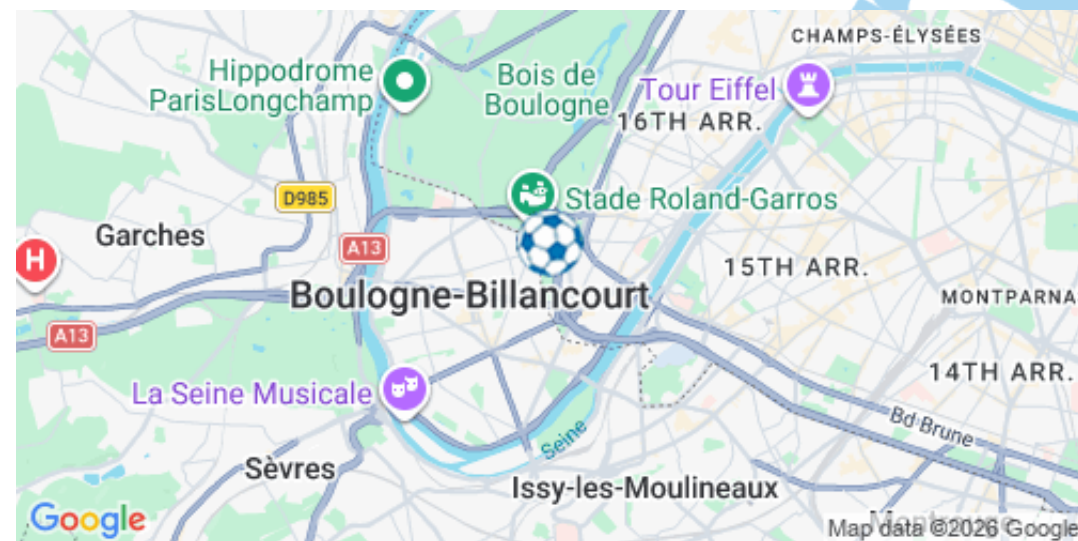 CHAMPS-ÉLYSÉES
Hippodrome
ParisLongchamp
Bois de
Boulogne
Tour Eiffel
16TH ARR.
D985
Stade Roland-Garros
Garches
A13
H
15TH ARR.
Boulogne-Billancourt
MONTPARNA
A13
14TH ARR.
La Seine Musicale
Bd Brune
Seine
Sèvres
Issy-les-Moulineaux
Google
Map data ©2026 Google